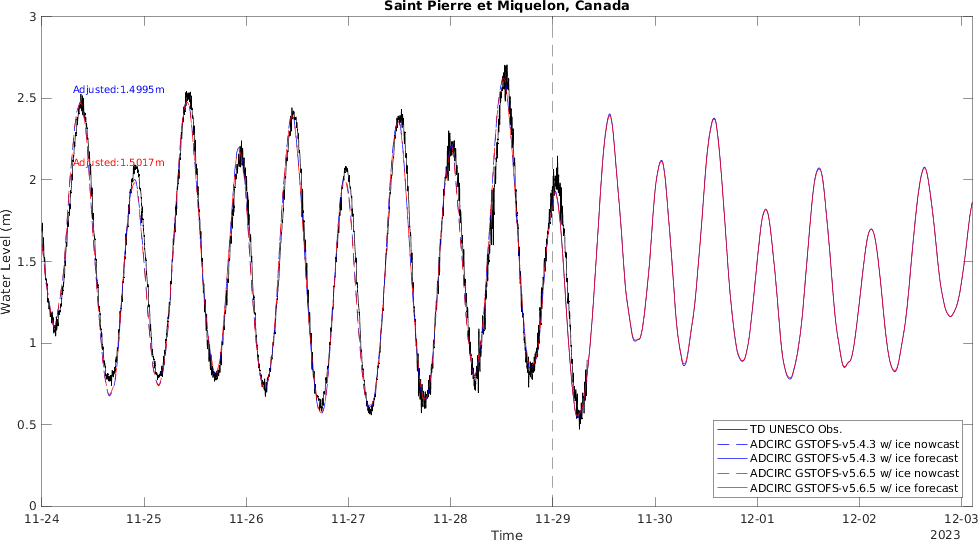 Saint Pierre et Miquelon, Canada
3
2.5
2
1.5
1
0.5
0
Water Level (m)
Adjusted:1.4995m
Adjusted:1.5017m
TD UNESCO Obs.
ADCIRC GSTOFS-v5.4.3 w/ ice nowcast
ADCIRC GSTOFS-v5.4.3 w/ ice forecast
ADCIRC GSTOFS-v5.6.5 w/ ice nowcast
ADCIRC GSTOFS-v5.6.5 w/ ice forecast
11-24 11-25 11-26 11-27 11-28 11-29 11-30 12-01 12-02 12-03
Time
2023